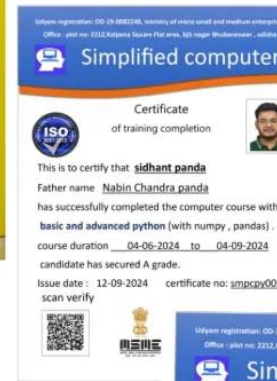 Udyam registration: OD-19-0082248, ministry of micro small and medium enterpri
Office : plot no: 2212, Kalpana Square Flat area, bjb nagar Bhubaneswar, odisha
Simplified computer
Certificate
of training completion
ISO
This is to certify that sidhant panda
Father name Nabin Chandra panda
has successfully completed the computer course with
basic and advanced python (with numpy , pandas) .
course duration 04-06-2024 to 04-09-2024
candidate has secured A grade.
Issue date : 12-09-2024 certificate no: smpcpy00
scan verify
MSME
Udyam registration: OD-
Office : plot no: 2212,
Sim